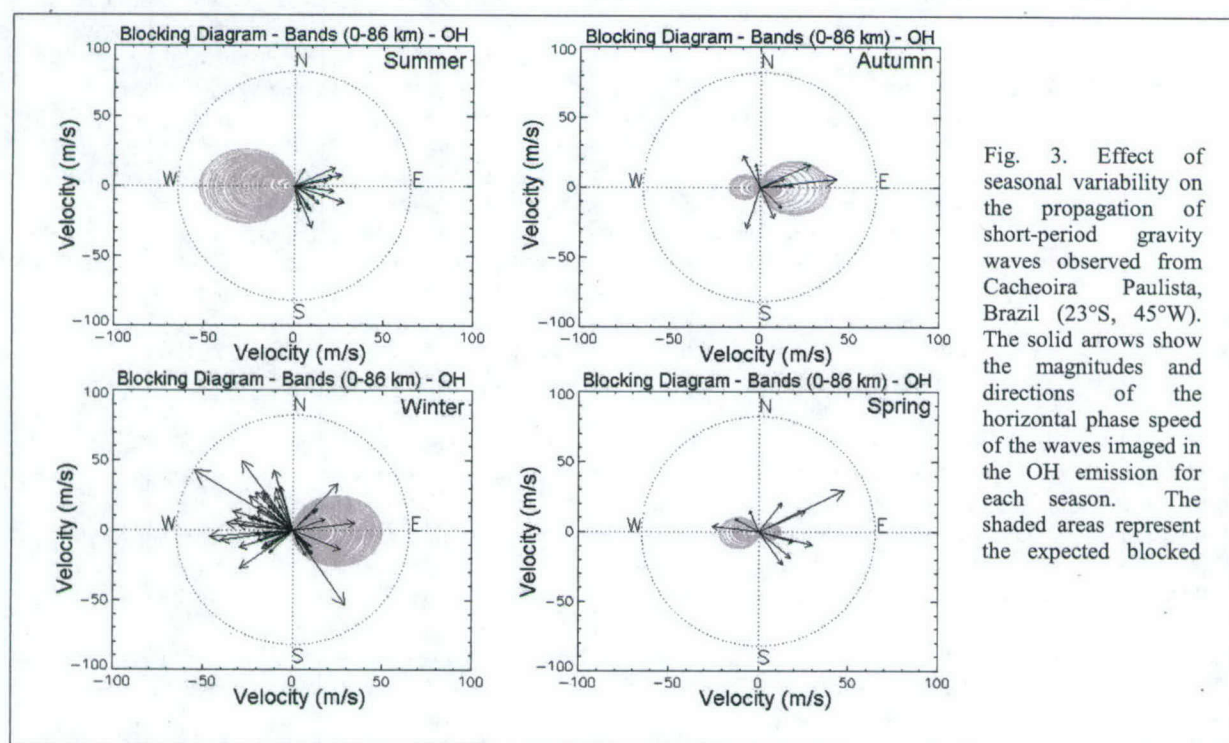 Blocking Diagram - Bands (0-86 km) - OH
Summer
N
W
E
S
100
50
0
-50
-100
Velocity (m/s)
-100
-50
0
50
100
Velocity (m/s)
Blocking Diagram - Bands (0-86 km) - OH
Autumn
N
W
E
S
100
50
0
-50
-100
Velocity (m/s)
-100
-50
0
50
100
Velocity (m/s)
Blocking Diagram - Bands (0-86 km) - OH
Winter
N
W
E
S
100
50
0
-50
-100
Velocity (m/s)
-100
-50
0
50
100
Velocity (m/s)
Blocking Diagram - Bands (0-86 km) - OH
Spring
N
W
E
S
100
50
0
-50
-100
Velocity (m/s)
-100
-50
0
50
100
Velocity (m/s)
Fig. 3. Effect of
seasonal variability on
the propagation of
short-period gravity
waves observed from
Cacheoira Paulista,
Brazil (23°S, 45°W).
The solid arrows show
the magnitudes and
directions of the
horizontal phase speed
of the waves imaged in
the OH emission for
each season. The
shaded areas represent
the expected blocked